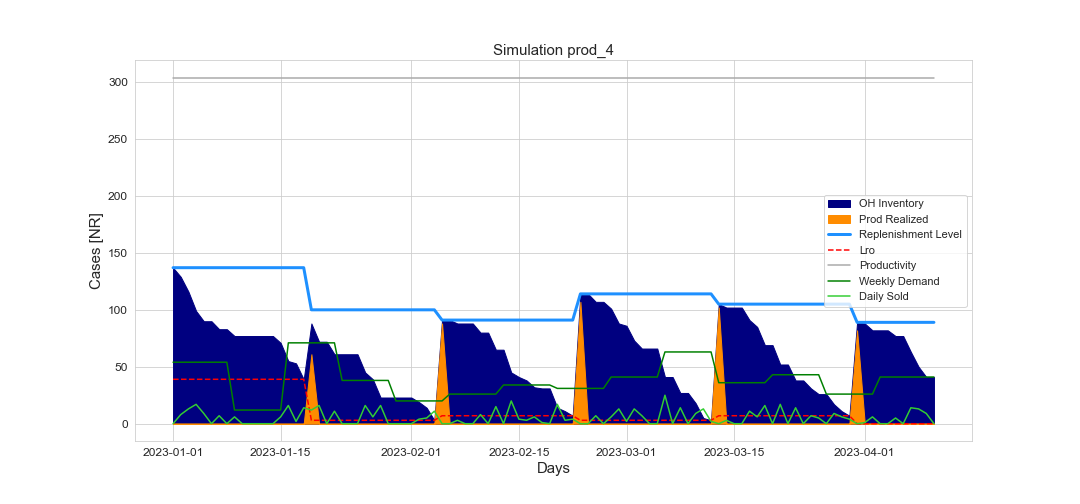 Simulation prod_4
300
250
200
150
100
50
0
Cases [NR]
OH Inventory
Prod Realized
Replenishment Level
Lro
Productivity
Weekly Demand
Daily Sold
2023-01-01 2023-01-15 2023-02-01 2023-02-15 2023-03-01 2023-03-15 2023-04-01
Days